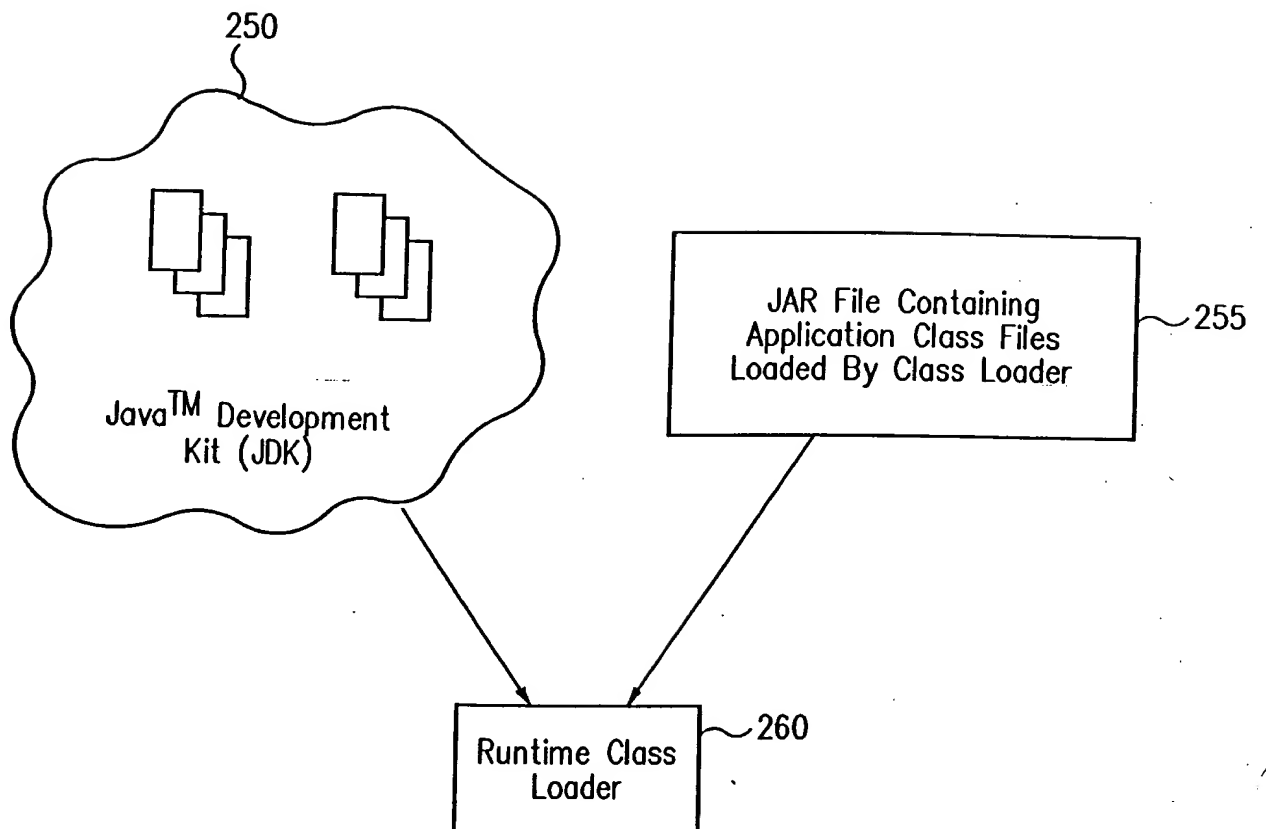 250
Java™ Development
Kit (JDK)
JAR File Containing
Application Class Files
Loaded By Class Loader
255
260
Runtime Class
Loader